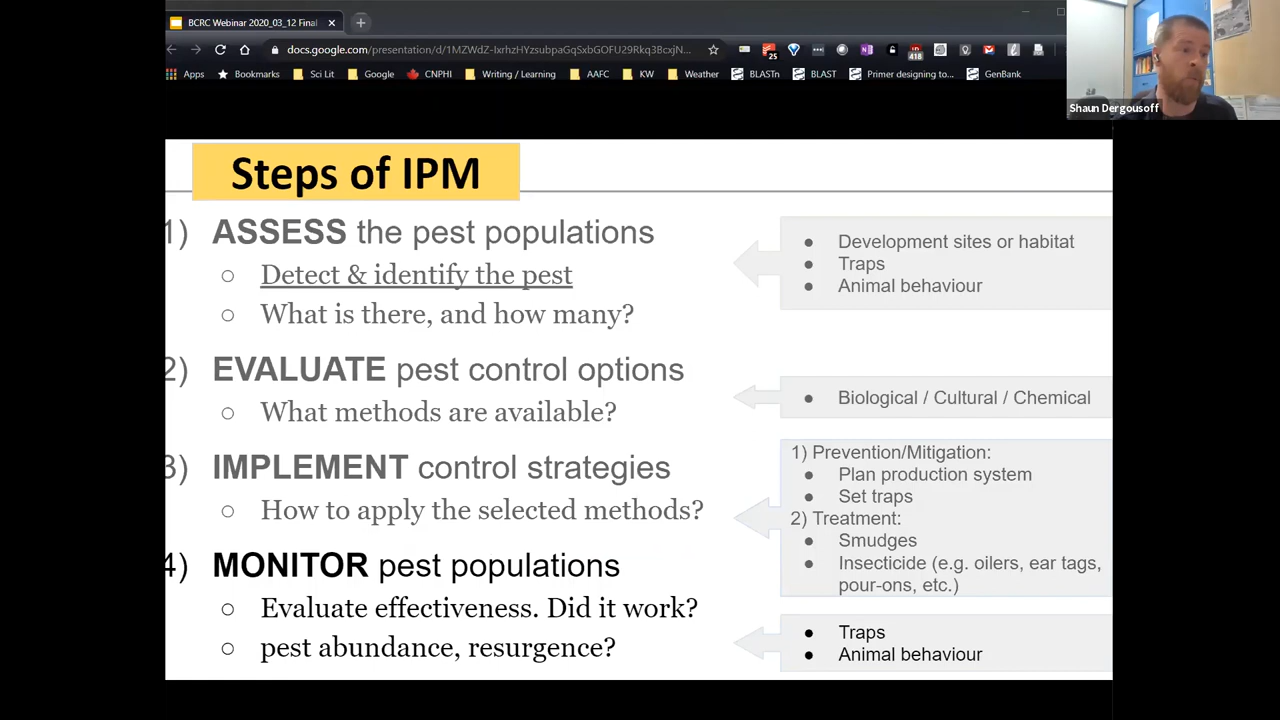 BCRC Webinar 2020_03_12 Final
docs.google.com/presentation/d/1MZWdZ-IxrhzHYzsubpaGqSxbGOFU29Rkq3BcxjN...
25
418
Apps
Bookmarks
Sci Lit
Google
CNPHI
Writing / Learning
AAFC
KW
Weather
BLASTn
BLAST
Primer designing to...
GenBank
Shaun Dergousoff
Steps of IPM
1) ASSESS the pest populations
○ Detect & identify the pest
○ What is there, and how many?
● Development sites or habitat
● Traps
● Animal behaviour
2) EVALUATE pest control options
○ What methods are available?
● Biological / Cultural / Chemical
3) IMPLEMENT control strategies
○ How to apply the selected methods?
1) Prevention/Mitigation:
● Plan production system
● Set traps
2) Treatment:
● Smudges
● Insecticide (e.g. oilers, ear tags,
pour-ons, etc.)
4) MONITOR pest populations
○ Evaluate effectiveness. Did it work?
○ pest abundance, resurgence?
● Traps
● Animal behaviour